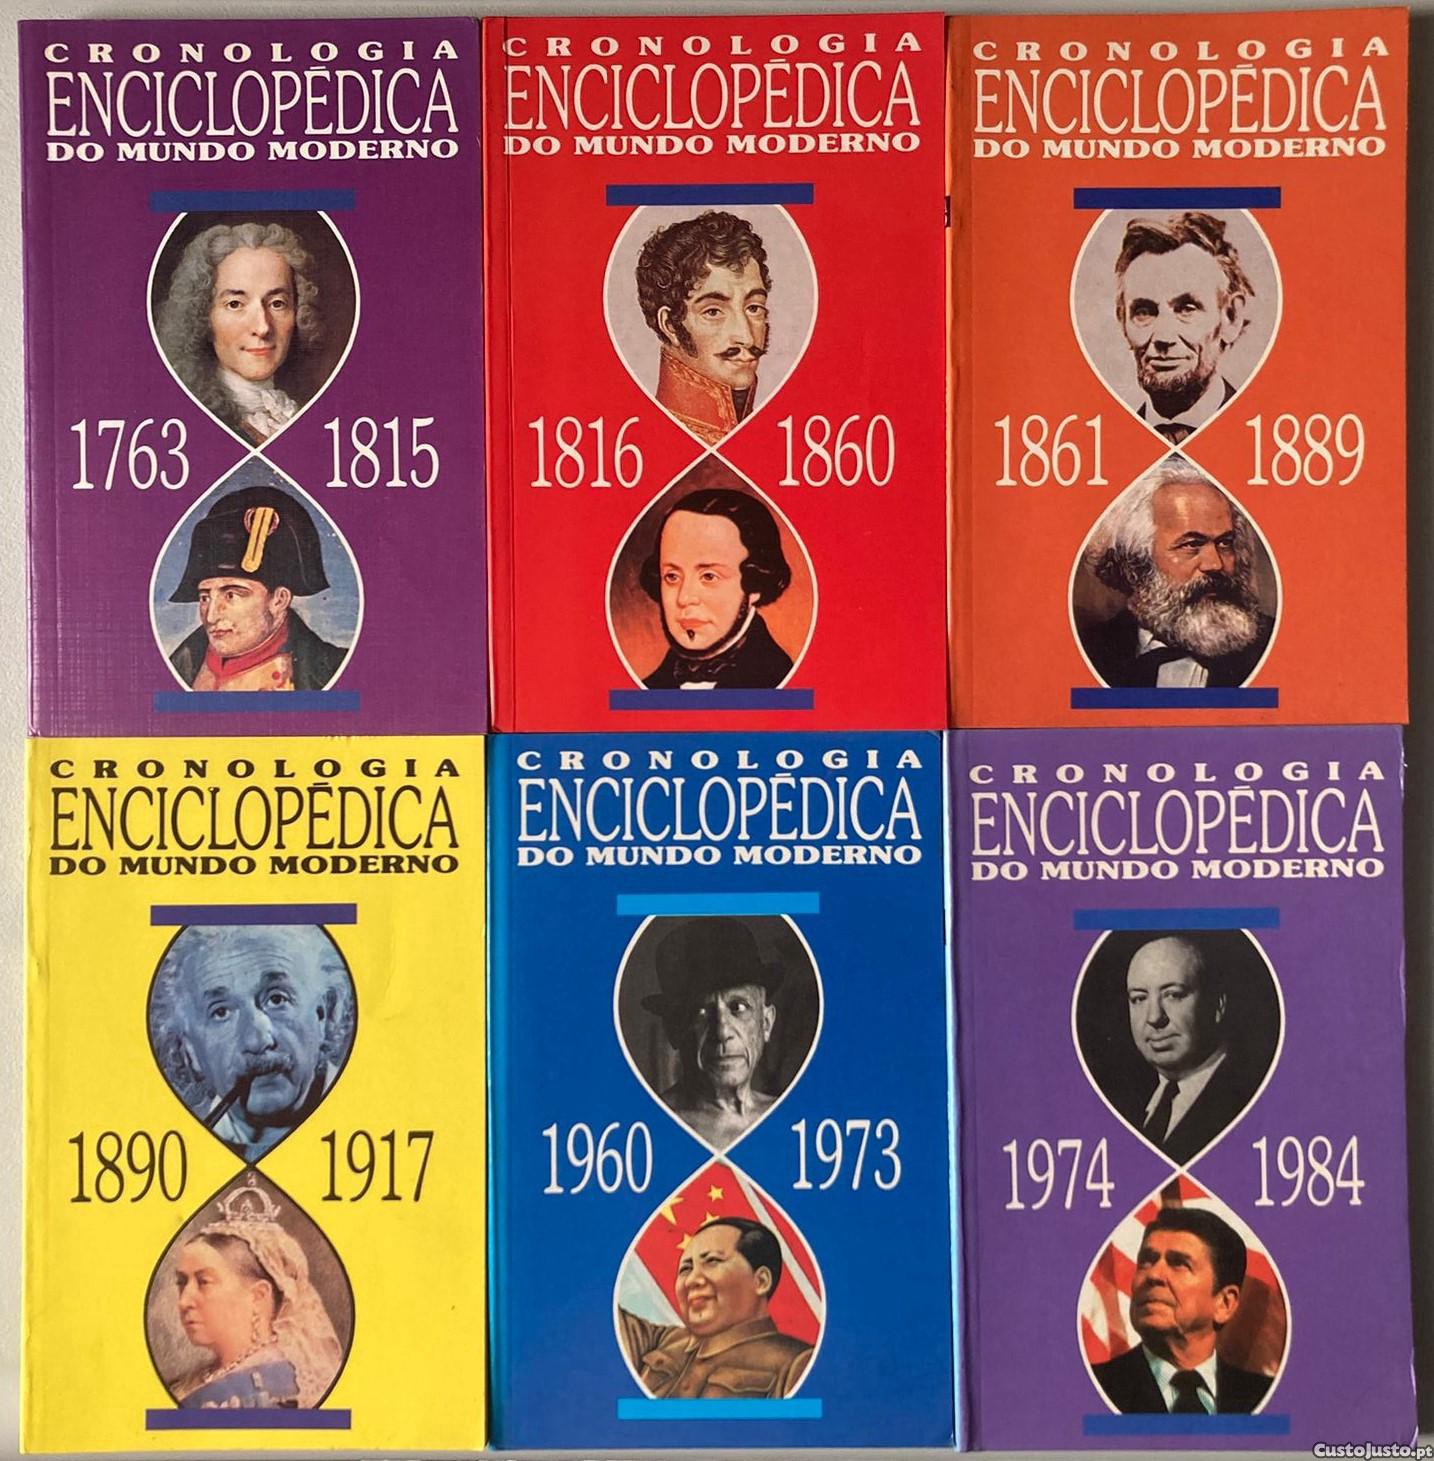 CRONOLOGIA
ENCICLOPÉDICA
DO MUNDO MODERNO
1763 1815
CRONOLOGIA
ENCICLOPÉDICA
DO MUNDO MODERNO
1816 1860
CRONOLOGIA
ENCICLOPÉDICA
DO MUNDO MODERNO
1861 1889
CRONOLOGIA
ENCICLOPÉDICA
DO MUNDO MODERNO
1890 1917
CRONOLOGIA
ENCICLOPÉDICA
DO MUNDO MODERNO
1960 1973
CRONOLOGIA
ENCICLOPÉDICA
DO MUNDO MODERNO
1974 1984
CustoJusto.pt